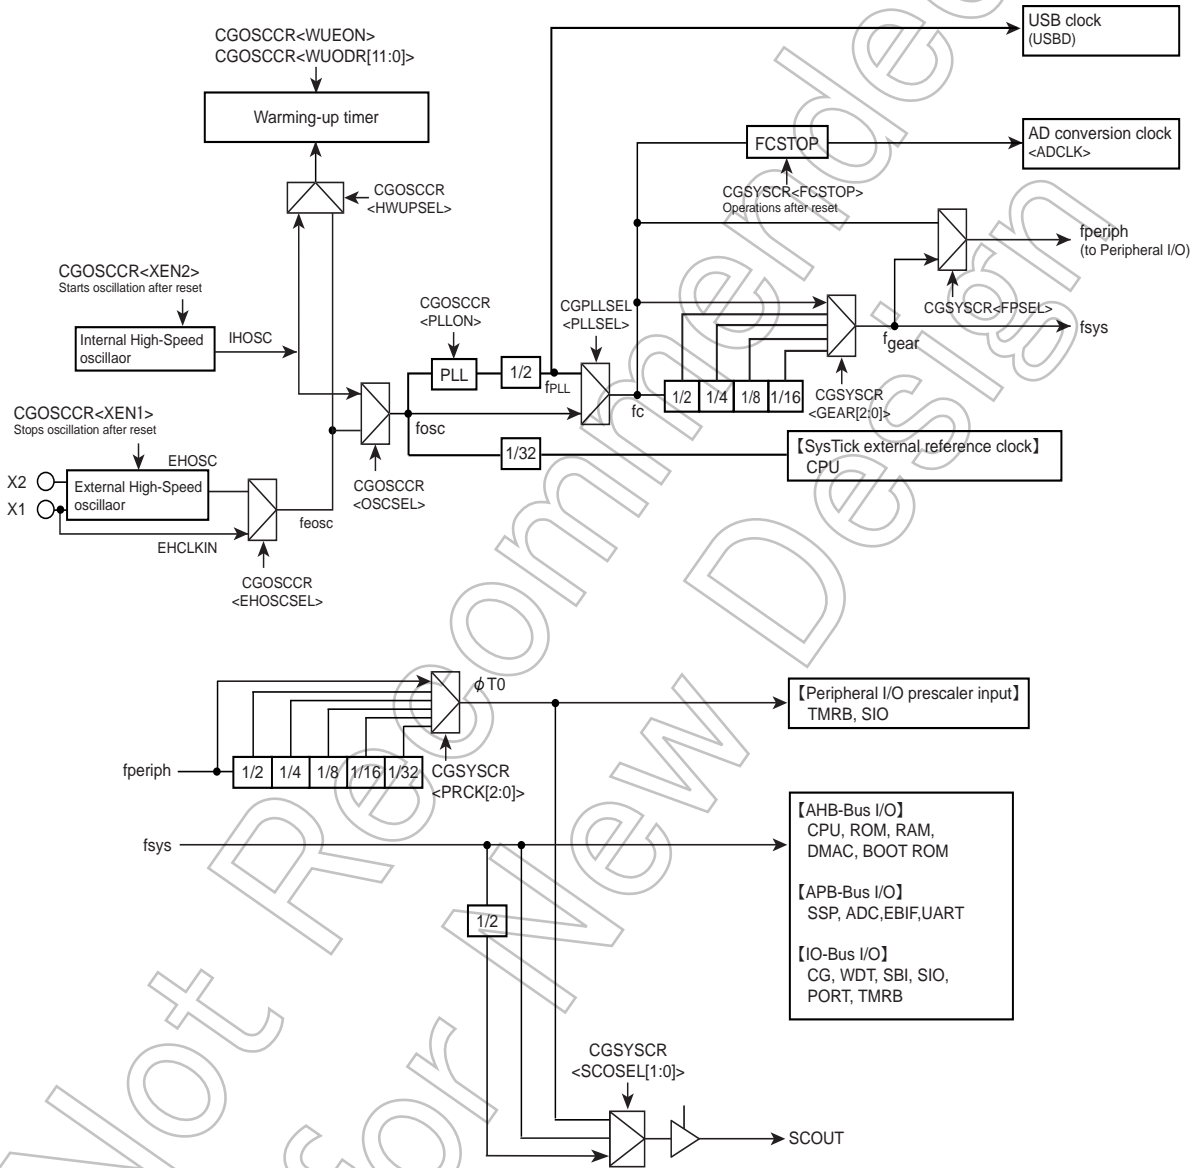 USB clock
(USBD)
CGOSCCR<WUEON>
CGOSCCR<WUODR[11:0]>
Warming-up timer
FCSTOP
AD conversion clock
<ADCLK>
CGOSCCR
<HWUPSEL>
CGSYSCR<FCSTOP>
Operations after reset
fperiph
(to Peripheral I/O)
CGOSCCR<XEN2>
Starts oscillation after reset
CGOSCCR
<PLLON>
CGPLLSEL
<PLLSEL>
CGSYSCR<FPSEL>
Internal High-Speed
oscillaor
IHOSC
fgear
fsys
PLL
1/2
fPLL
fc
1/2
1/4
1/8
1/16
CGSYSCR
<GEAR[2:0]>
CGOSCCR<XEN1>
Stops oscillation after reset
fosc
1/32
【SysTick external reference clock】
CPU
EHOSC
X2
X1
External High-Speed
oscillaor
CGOSCCR
<OSCSEL>
feosc
EHCLKIN
CGOSCCR
<EHOSCSEL>
ϕT0
【Peripheral I/O prescaler input】
TMRB, SIO
fperiph
1/2
1/4
1/8
1/16
1/32
CGSYSCR
<PRCK[2:0]>
fsys
【AHB-Bus I/O】
CPU, ROM, RAM,
DMAC, BOOT ROM
【APB-Bus I/O】
SSP, ADC,EBIF,UART
1/2
【IO-Bus I/O】
CG, WDT, SBI, SIO,
PORT, TMRB
CGSYSCR
<SCOSEL[1:0]>
SCOUT
Not Recommended
for New Design